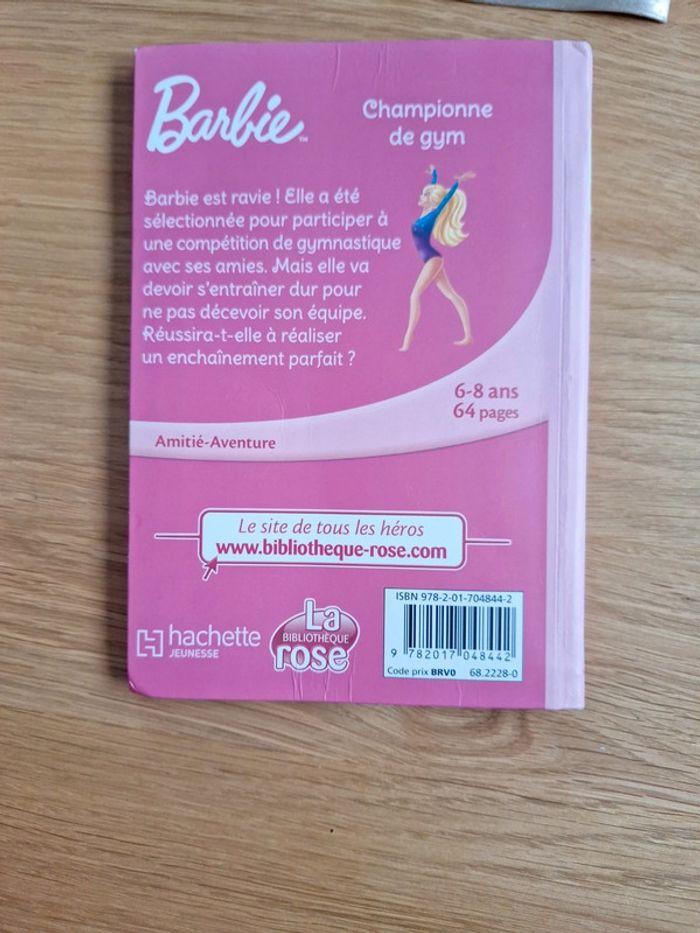 Barbie™
Championne
de gym
Barbie est ravie ! Elle a été
sélectionnée pour participer à
une compétition de gymnastique
avec ses amies. Mais elle va
devoir s'entraîner dur pour
ne pas décevoir son équipe.
Réussira-t-elle à réaliser
un enchaînement parfait ?
6-8 ans
64 pages
Amitié-Aventure
Le site de tous les héros
www.bibliotheque-rose.com
hachette
JEUNESSE
La
BIBLIOTHÈQUE
rose
ISBN 978-2-01-704844-2
9 782017 048442
Code prix BRV0 68.2228-0